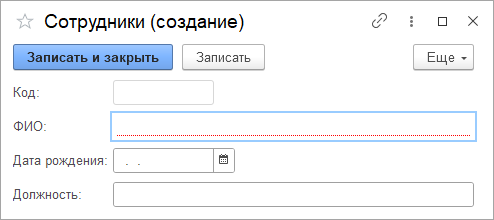 Сотрудники (создание)
Записать и закрыть Записать Еще
Код:
ФИО:
Дата рождения: . .
Должность: